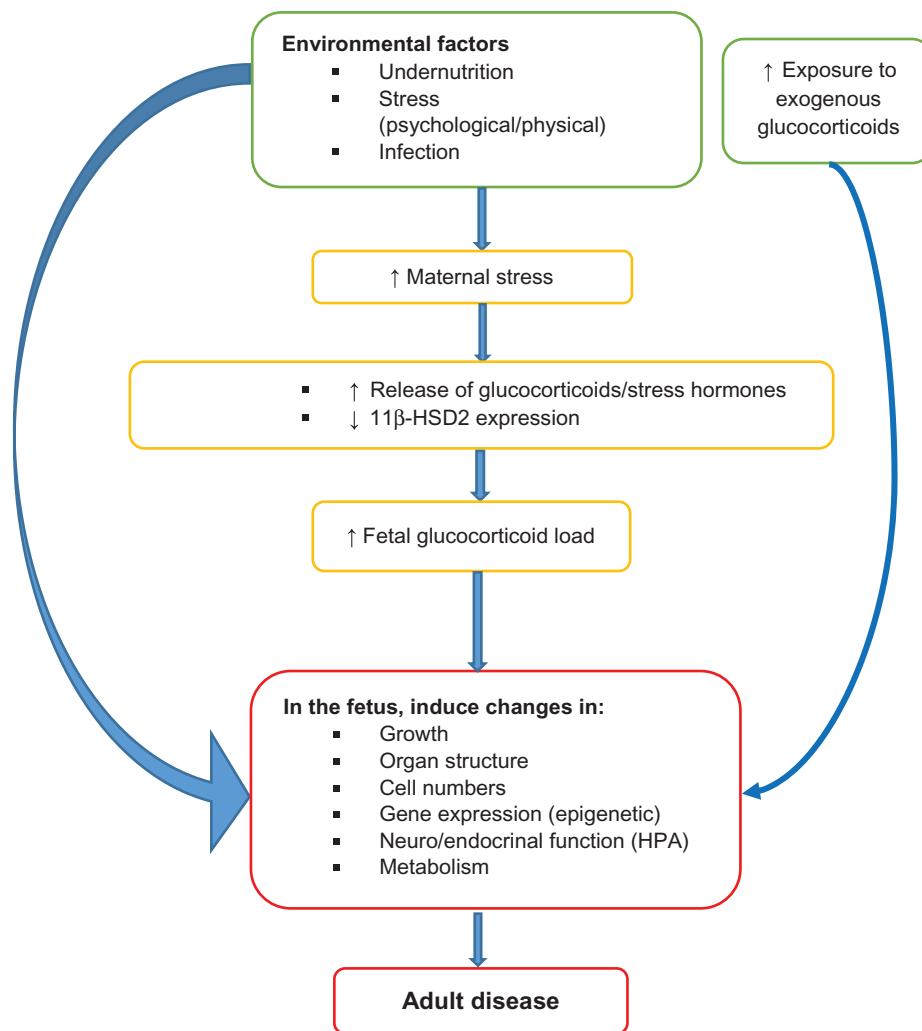 Environmental factors
▪ Undernutrition
▪ Stress
(psychological/physical)
▪ Infection
↑ Exposure to
exogenous
glucocorticoids
↑ Maternal stress
▪ ↑ Release of glucocorticoids/stress hormones
▪ ↓ 11β-HSD2 expression
↑ Fetal glucocorticoid load
In the fetus, induce changes in:
▪ Growth
▪ Organ structure
▪ Cell numbers
▪ Gene expression (epigenetic)
▪ Neuro/endocrinal function (HPA)
▪ Metabolism
Adult disease